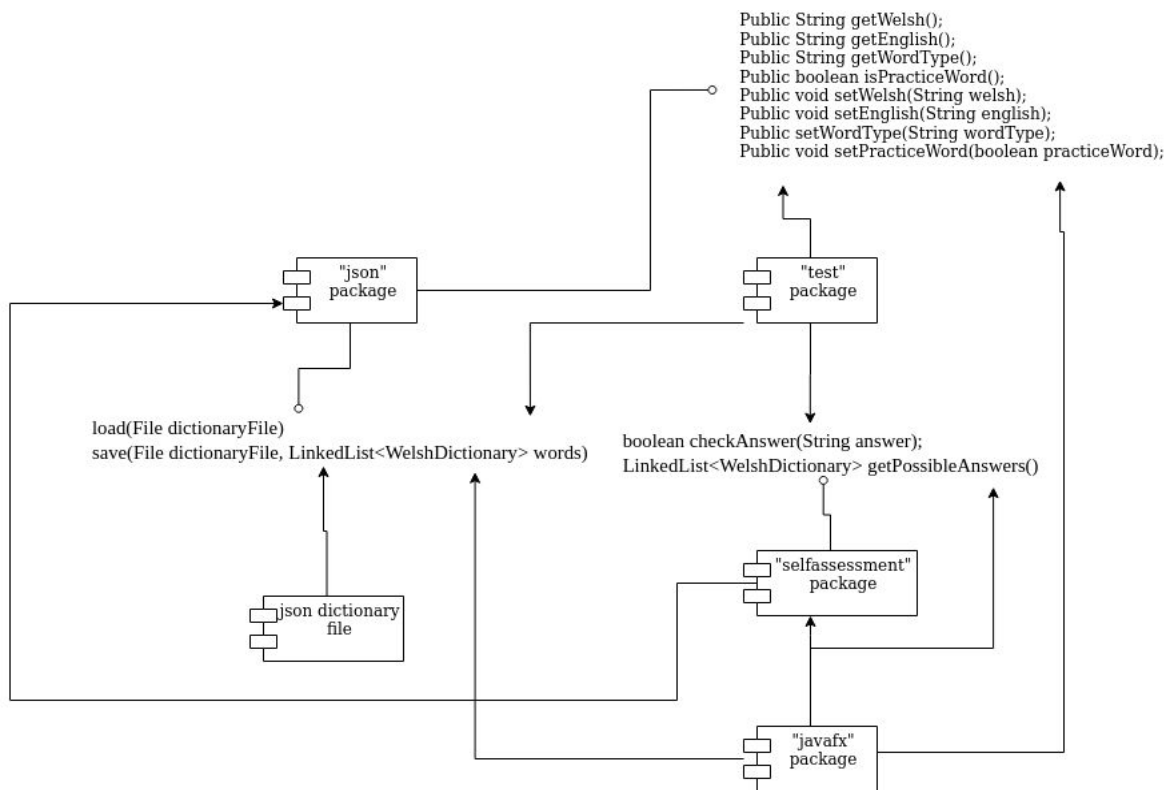 Public String getWelsh();
Public String getEnglish();
Public String getWordType();
Public boolean isPracticeWord();
Public void setWelsh(String welsh);
Public void setEnglish(String english);
Public setWordType(String wordType);
Public void setPracticeWord(boolean practiceWord);
"json"
package
"test"
package
load(File dictionaryFile)
save(File dictionaryFile, LinkedList<WelshDictionary> words)
boolean checkAnswer(String answer);
LinkedList<WelshDictionary> getPossibleAnswers()
"selfassessment"
package
json dictionary
file
"javafx"
package